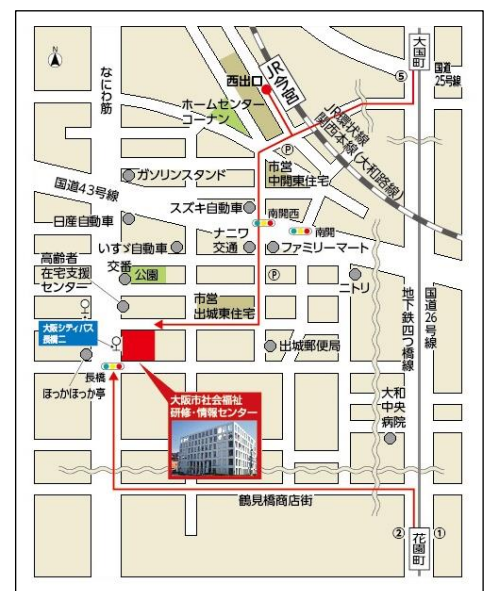 N
大国町
⑤
国道
25号線
なにわ筋
西出口
JR今宮
ホームセンター
コーナン
JR環状線
関西本線(大和路線)
P
ガソリンスタンド
市営
中開東住宅
国道43号線
スズキ自動車
南開西
南開
日産自動車
いすゞ自動車
ナニワ
交通
ファミリーマート
高齢者
在宅支援
センター
交番
公園
P
ニトリ
市営
出城東住宅
地下鉄四つ橋線
国道26号線
大阪シティバス
長橋二
出城郵便局
長橋
ほっかほっか亭
大阪市社会福祉
研修・情報センター
大和
中央
病院
鶴見橋商店街
②
①
花園町